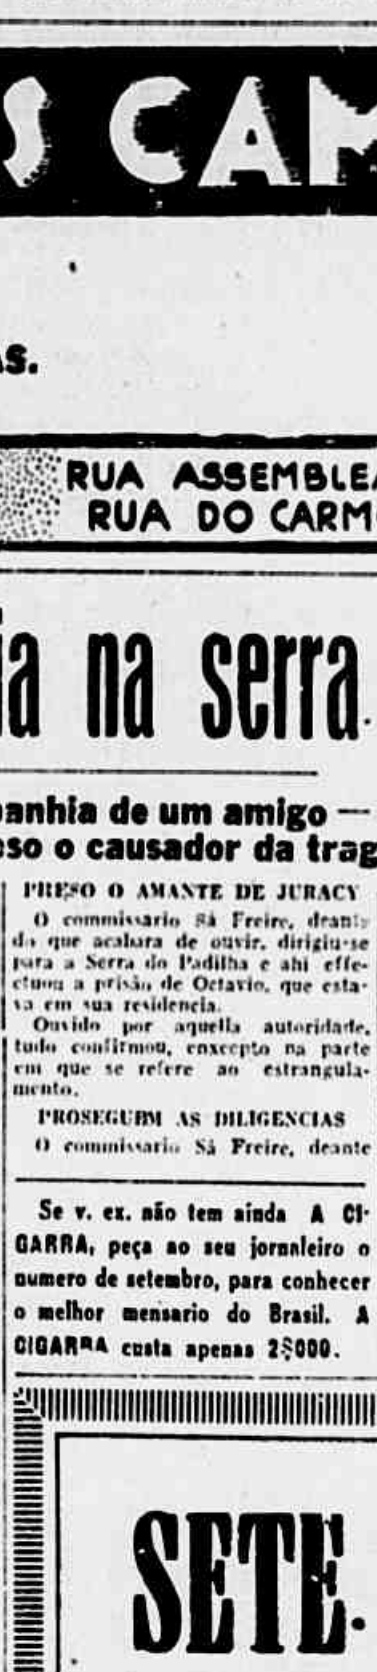 S CAM
AS.
RUA ASSEMBLEA
RUA DO CARMO
ia na serra.
panhia de um amigo —
eso o causador da trag
PRESO O AMANTE DE JURACY
O commissario Sá Freire, deante
do que acabara de ouvir, dirigiu-se
para a Serra do Padilha e ahi effe-
ctuou a prisão de Octavio, que esta-
va em sua residencia.
Ouvido por aquella autoridade,
tudo confirmou, enxcepto na parte
em que se refere ao estrangula-
mento.
PROSEGUEM AS DILIGENCIAS
O commissario Sá Freire, deante
Se v. ex. não tem ainda A CI-
GARRA, peça ao seu jornaleiro o
numero de setembro, para conhecer
o melhor mensario do Brasil. A
CIGARRA custa apenas 2$000.
SETE.